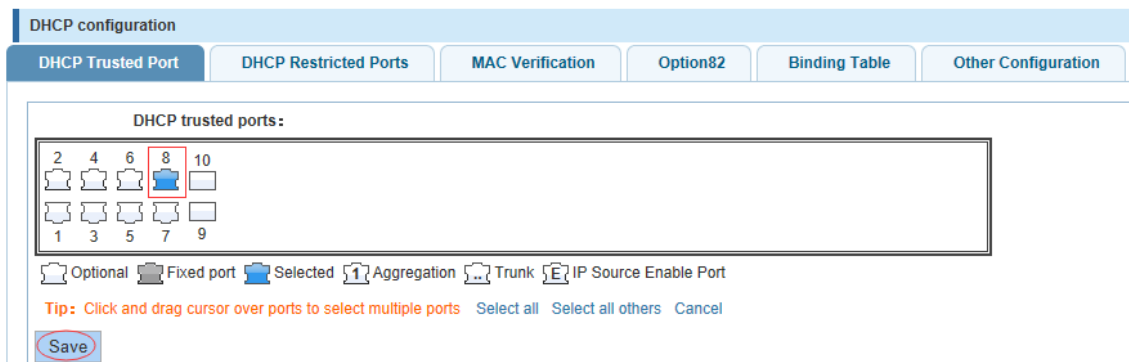 DHCP configuration
DHCP Trusted Port DHCP Restricted Ports MAC Verification Option82 Binding Table Other Configuration
DHCP trusted ports:
2 4 6 8 10
1 3 5 7 9
Optional Fixed port Selected 1 Aggregation .. Trunk E IP Source Enable Port
Tip: Click and drag cursor over ports to select multiple ports Select all Select all others Cancel
Save